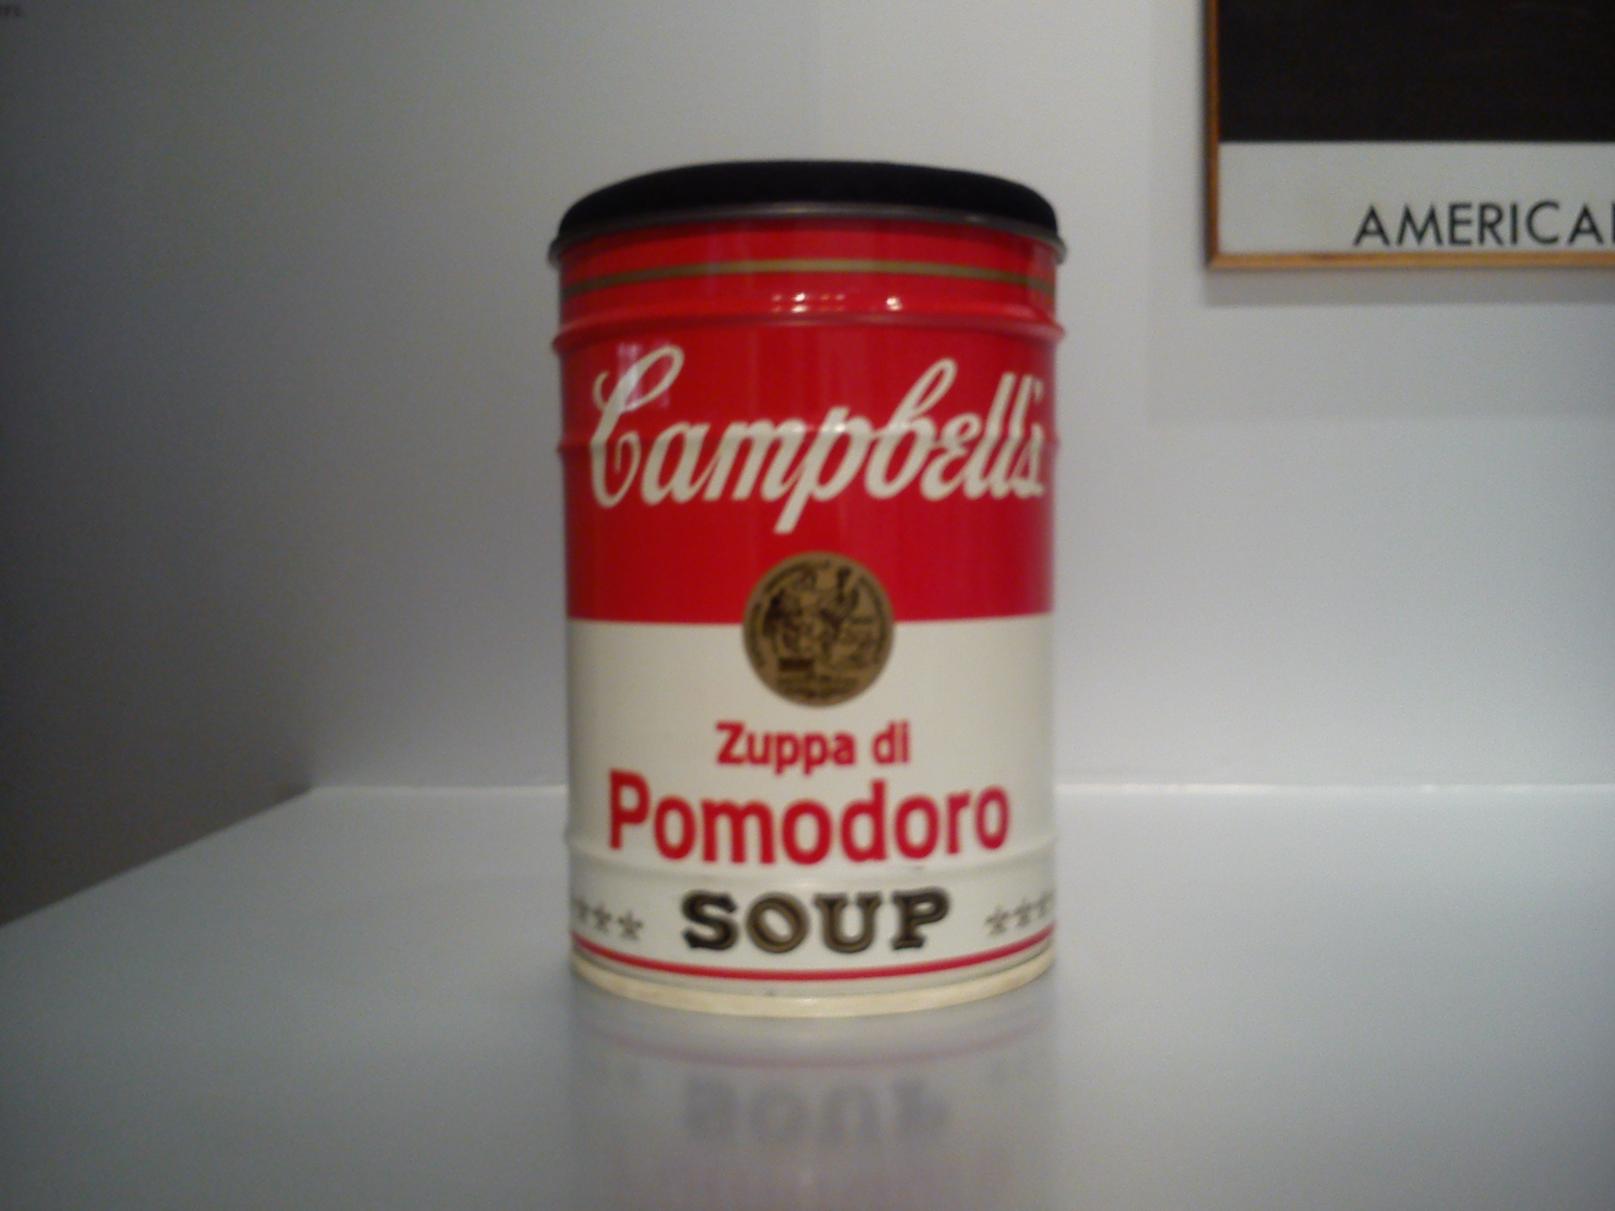 Campbell's
Zuppa di
Pomodoro
SOUP
AMERICA